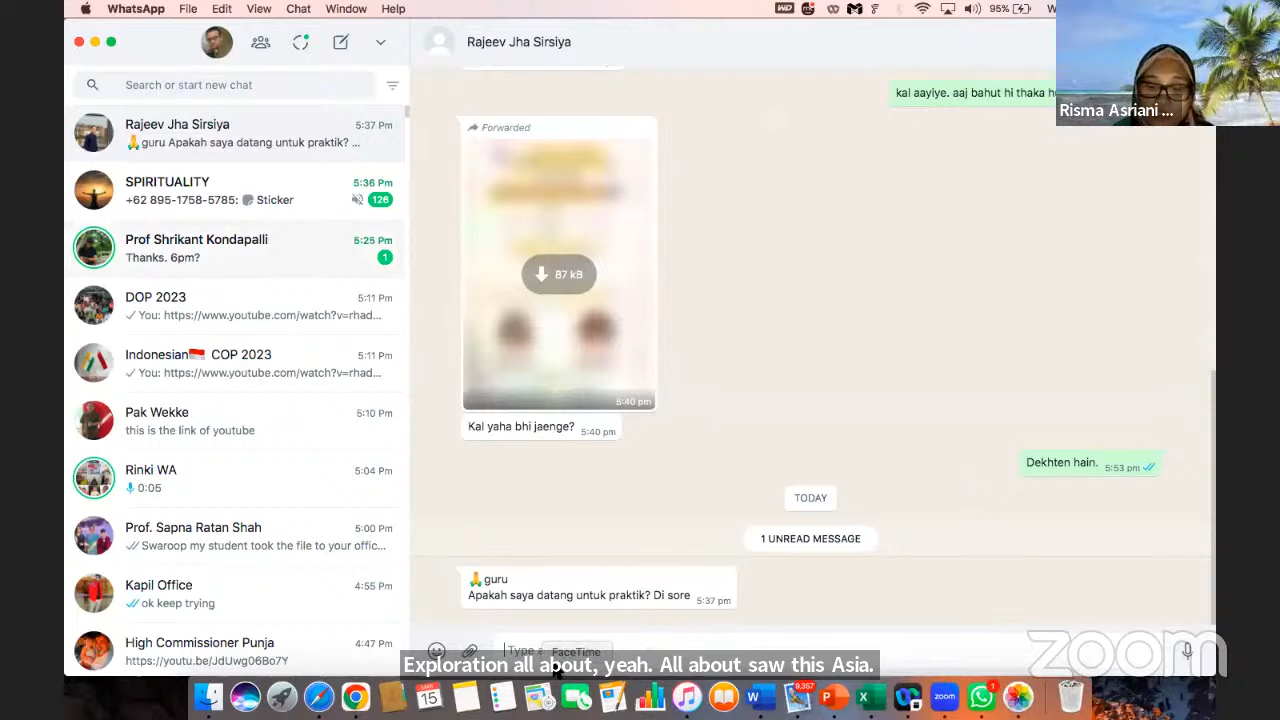 WhatsApp File Edit View Chat Window Help
95%
Search or start new chat
Rajeev Jha Sirsiya 5:37 Pm
🙏guru Apakah saya datang untuk praktik? ...
SPIRITUALITY 5:36 Pm
+62 895-1758-5785: Sticker 126
Prof Shrikant Kondapalli 5:25 Pm
Thanks. 6pm? 1
DOP 2023 5:11 Pm
You: https://www.youtube.com/watch?v=rhad...
Indonesian🇮🇩 COP 2023 5:11 Pm
You: https://www.youtube.com/watch?v=rhad...
Pak Wekke 5:10 Pm
this is the link of youtube
Rinki WA 5:04 Pm
0:05
Prof. Sapna Ratan Shah 5:00 Pm
Swaroop my student took the file to your offic...
Kapil Office 4:55 Pm
ok keep trying
High Commissioner Punja 4:47 Pm
https://youtu.be/JdUwg06Bo7Y
Rajeev Jha Sirsiya
kal aayiye. aaj bahut hi thaka
Risma Asriani ...
Forwarded
87 kB
5:40 pm
Kal yaha bhi jaenge? 5:40 pm
Dekhten hain. 5:53 pm
TODAY
1 UNREAD MESSAGE
🙏guru
Apakah saya datang untuk praktik? Di sore 5:37 pm
Type a
FaceTime
zoom
Exploration all about, yeah. All about saw this Asia.
MAR
15
9,357
zoom
1